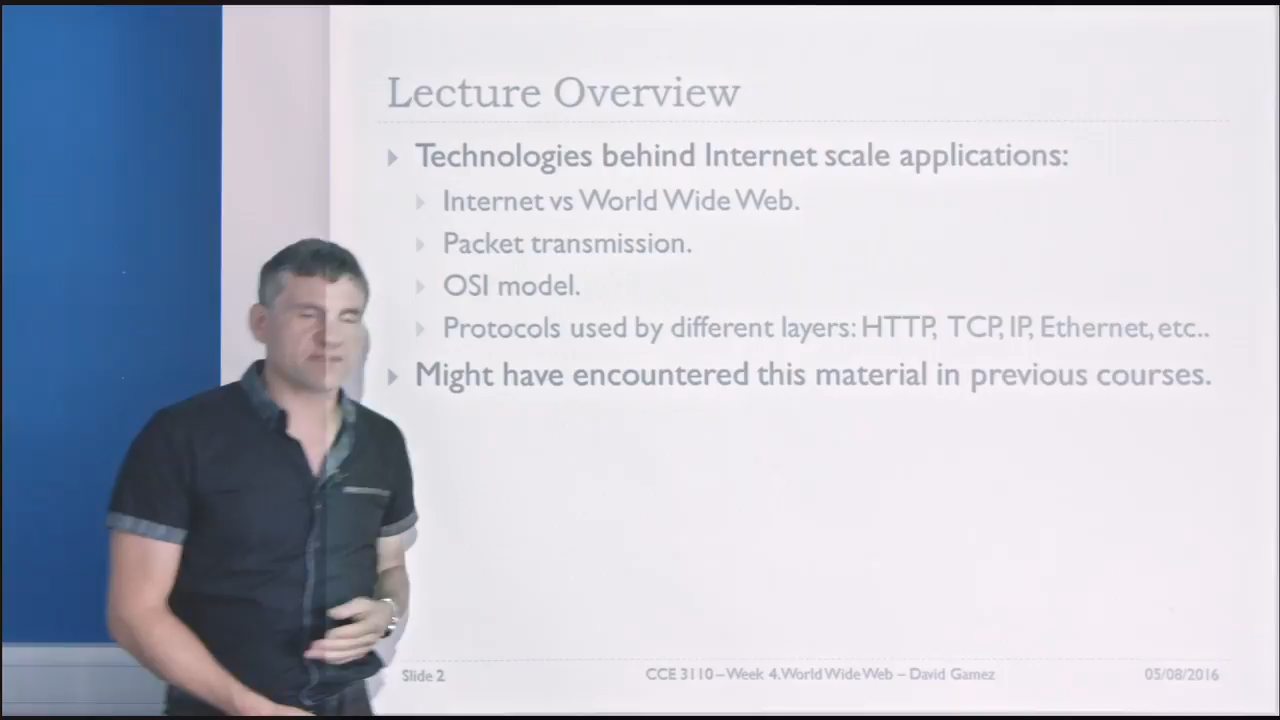 Lecture Overview
Technologies behind Internet scale applications:
Internet vs World Wide Web.
Packet transmission.
OSI model.
Protocols used by different layers: HTTP, TCP, IP, Ethernet, etc..
Might have encountered this material in previous courses.
Slide 2
CCE 3110 – Week 4. World Wide Web – David Gamez
05/08/2016